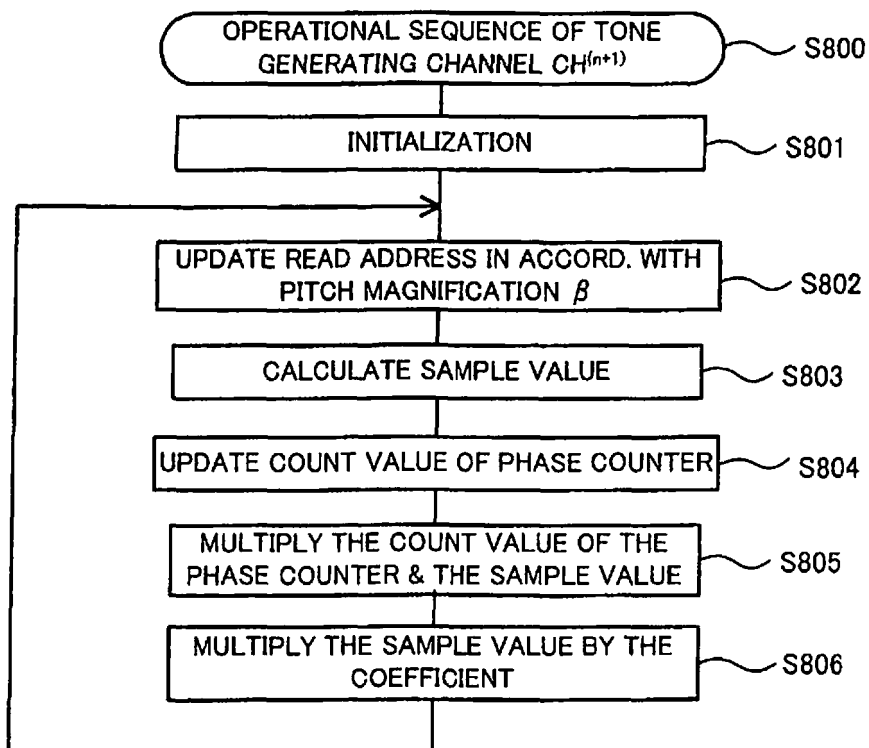 OPERATIONAL SEQUENCE OF TONE
GENERATING CHANNEL CH(n+1)
S800
INITIALIZATION
S801
UPDATE READ ADDRESS IN ACCORD. WITH
PITCH MAGNIFICATION β
S802
CALCULATE SAMPLE VALUE
S803
UPDATE COUNT VALUE OF PHASE COUNTER
S804
MULTIPLY THE COUNT VALUE OF THE
PHASE COUNTER & THE SAMPLE VALUE
S805
MULTIPLY THE SAMPLE VALUE BY THE
COEFFICIENT
S806